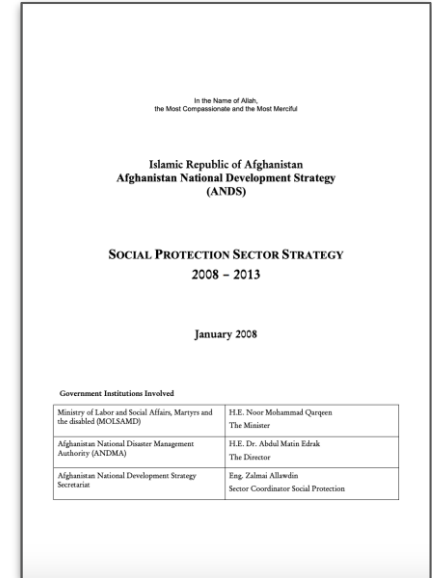 In the Name of Allah,
the Most Compassionate and the Most Merciful
Islamic Republic of Afghanistan
Afghanistan National Development Strategy
(ANDS)
SOCIAL PROTECTION SECTOR STRATEGY
2008 – 2013
January 2008
Government Institutions Involved
Ministry of Labor and Social Affairs, Martyrs and
the disabled (MOLSAMD)
H.E. Noor Mohammad Qarqeen
The Minister
Afghanistan National Disaster Management
Authority (ANDMA)
H.E. Dr. Abdul Matin Edrak
The Director
Afghanistan National Development Strategy
Secretariat
Eng. Zalmai Allawdin
Sector Coordinator Social Protection